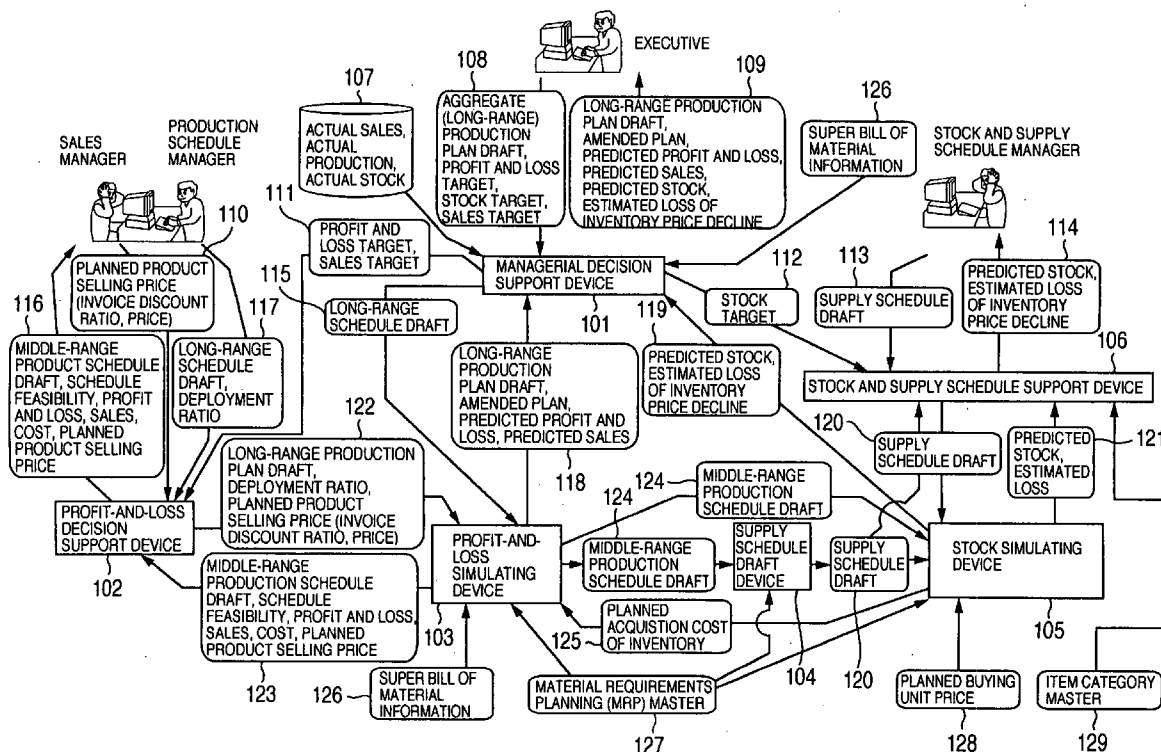 EXECUTIVE
107
108
109
126
ACTUAL SALES,
ACTUAL
PRODUCTION,
ACTUAL STOCK
AGGREGATE
(LONG-RANGE)
PRODUCTION
PLAN DRAFT,
PROFIT AND LOSS
TARGET,
STOCK TARGET,
SALES TARGET
LONG-RANGE PRODUCTION
PLAN DRAFT,
AMENDED PLAN,
PREDICTED PROFIT AND LOSS,
PREDICTED SALES,
PREDICTED STOCK,
ESTIMATED LOSS OF
INVENTORY PRICE DECLINE
SUPER BILL OF
MATERIAL
INFORMATION
SALES
MANAGER
PRODUCTION
SCHEDULE
MANAGER
STOCK AND SUPPLY
SCHEDULE MANAGER
110
111
PROFIT AND
LOSS TARGET,
SALES TARGET
MANAGERIAL DECISION
SUPPORT DEVICE
101
112
STOCK
TARGET
113
SUPPLY SCHEDULE
DRAFT
114
PREDICTED STOCK,
ESTIMATED LOSS
OF INVENTORY
PRICE DECLINE
115
LONG-RANGE
SCHEDULE DRAFT
PLANNED PRODUCT
SELLING PRICE
(INVOICE DISCOUNT
RATIO, PRICE)
116
MIDDLE-RANGE
PRODUCT SCHEDULE
DRAFT, SCHEDULE
FEASIBILITY, PROFIT
AND LOSS, SALES,
COST, PLANNED
PRODUCT SELLING
PRICE
117
LONG-RANGE
SCHEDULE
DRAFT,
DEPLOYMENT
RATIO
LONG-RANGE
PRODUCTION
PLAN DRAFT,
AMENDED PLAN,
PREDICTED PROFIT AND
LOSS, PREDICTED SALES
118
119
PREDICTED STOCK,
ESTIMATED LOSS
OF INVENTORY
PRICE DECLINE
106
STOCK AND SUPPLY SCHEDULE SUPPORT DEVICE
120
SUPPLY
SCHEDULE DRAFT
PREDICTED
STOCK,
ESTIMATED
LOSS
121
122
LONG-RANGE PRODUCTION
PLAN DRAFT,
DEPLOYMENT RATIO,
PLANNED PRODUCT
SELLING PRICE (INVOICE
DISCOUNT RATIO, PRICE)
124
MIDDLE-RANGE
PRODUCTION
SCHEDULE DRAFT
PROFIT-AND-LOSS
DECISION
SUPPORT DEVICE
102
PROFIT-AND-
LOSS
SIMULATING
DEVICE
103
124
MIDDLE-RANGE
PRODUCTION
SCHEDULE DRAFT
SUPPLY
SCHEDULE
DRAFT
DEVICE
104
SUPPLY
SCHEDULE
DRAFT
120
STOCK SIMULATING
DEVICE
105
MIDDLE-RANGE
PRODUCTION SCHEDULE
DRAFT, SCHEDULE
FEASIBILITY, PROFIT AND LOSS,
SALES, COST, PLANNED
PRODUCT SELLING PRICE
123
PLANNED
ACQUISTION COST
OF INVENTORY
125
SUPER BILL OF
MATERIAL
INFORMATION
126
MATERIAL REQUIREMENTS
PLANNING (MRP) MASTER
127
PLANNED BUYING
UNIT PRICE
128
ITEM CATEGORY
MASTER
129